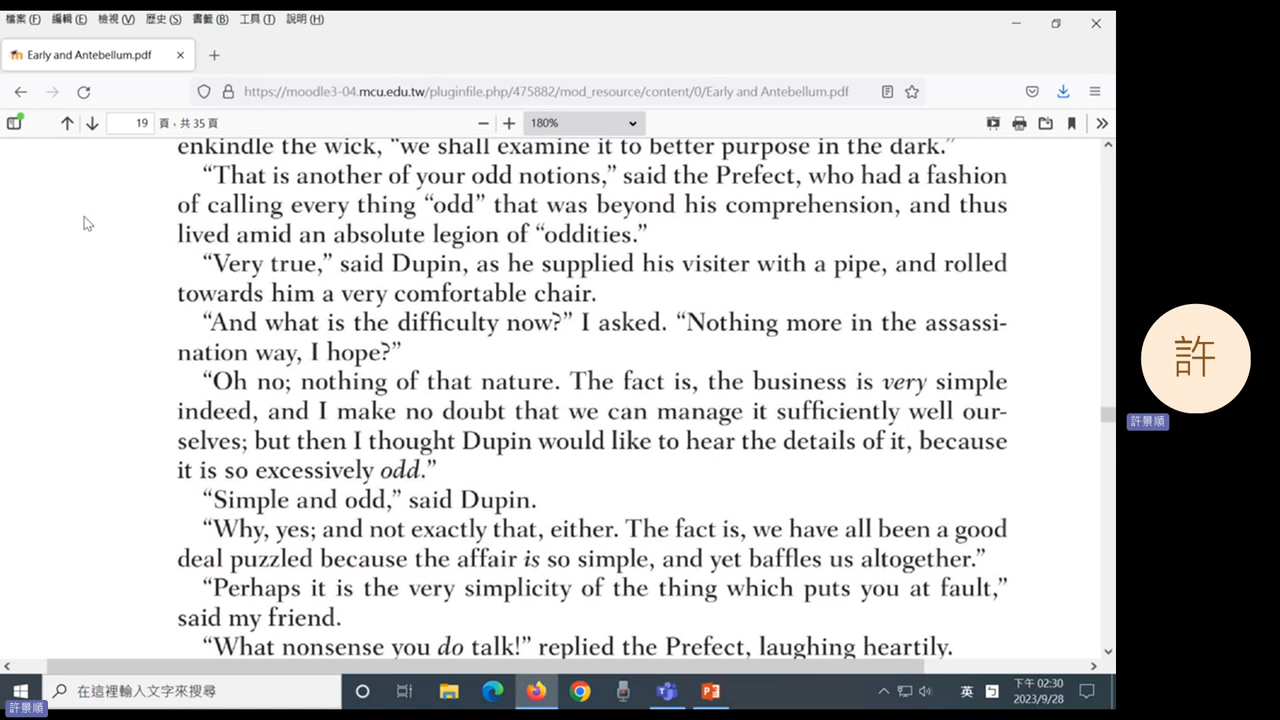 檔案(F) 編輯(E) 檢視(V) 歷史(S) 書籤(B) 工具(T) 說明(H)
Early and Antebellum.pdf
https://moodle3-04.mcu.edu.tw/pluginfile.php/475882/mod_resource/content/0/Early and Antebellum.pdf
19 頁，共 35 頁
180%
enkindle the wick, “we shall examine it to better purpose in the dark.”
“That is another of your odd notions,” said the Prefect, who had a fashion
of calling every thing “odd” that was beyond his comprehension, and thus
lived amid an absolute legion of “oddities.”
“Very true,” said Dupin, as he supplied his visiter with a pipe, and rolled
towards him a very comfortable chair.
“And what is the difficulty now?” I asked. “Nothing more in the assassi-
nation way, I hope?”
“Oh no; nothing of that nature. The fact is, the business is very simple
indeed, and I make no doubt that we can manage it sufficiently well our-
selves; but then I thought Dupin would like to hear the details of it, because
it is so excessively odd.”
“Simple and odd,” said Dupin.
“Why, yes; and not exactly that, either. The fact is, we have all been a good
deal puzzled because the affair is so simple, and yet baffles us altogether.”
“Perhaps it is the very simplicity of the thing which puts you at fault,”
said my friend.
“What nonsense you do talk!” replied the Prefect, laughing heartily.
許
許景順
在這裡輸入文字來搜尋
英
下午 02:30
2023/9/28
許景順